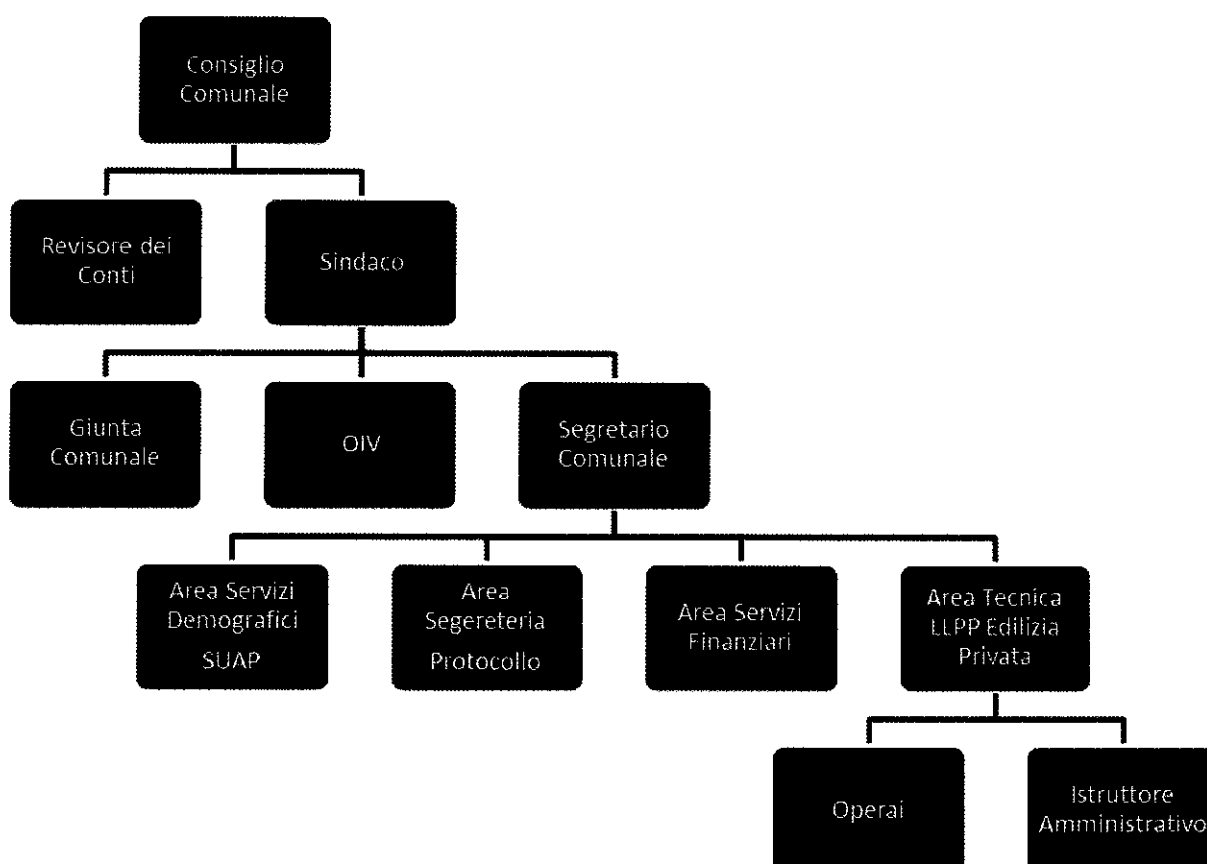 Consiglio
Comunale
Revisore dei
Conti
Sindaco
Giunta
Comunale
OIV
Segretario
Comunale
Area Servizi
Demografici
SUAP
Area
Segereteria
Protocollo
Area Servizi
Finanziari
Area Tecnica
LLPP Edilizia
Privata
Operai
Istruttore
Amministrativo